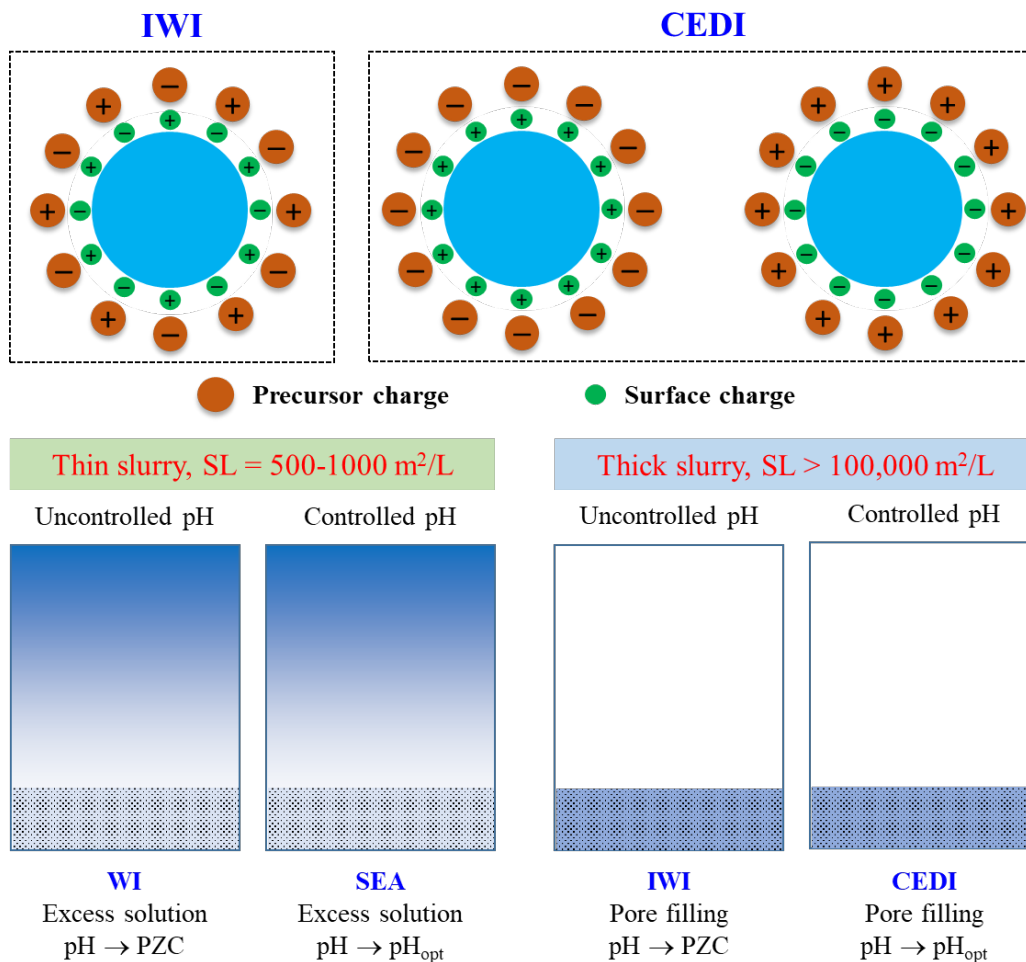 IWI
CEDI
Precursor charge
Surface charge
Thin slurry, SL = 500-1000 m²/L
Thick slurry, SL > 100,000 m²/L
Uncontrolled pH
Controlled pH
Uncontrolled pH
Controlled pH
WI
Excess solution
pH → PZC
SEA
Excess solution
pH → pHₒₚₜ
IWI
Pore filling
pH → PZC
CEDI
Pore filling
pH → pHₒₚₜ